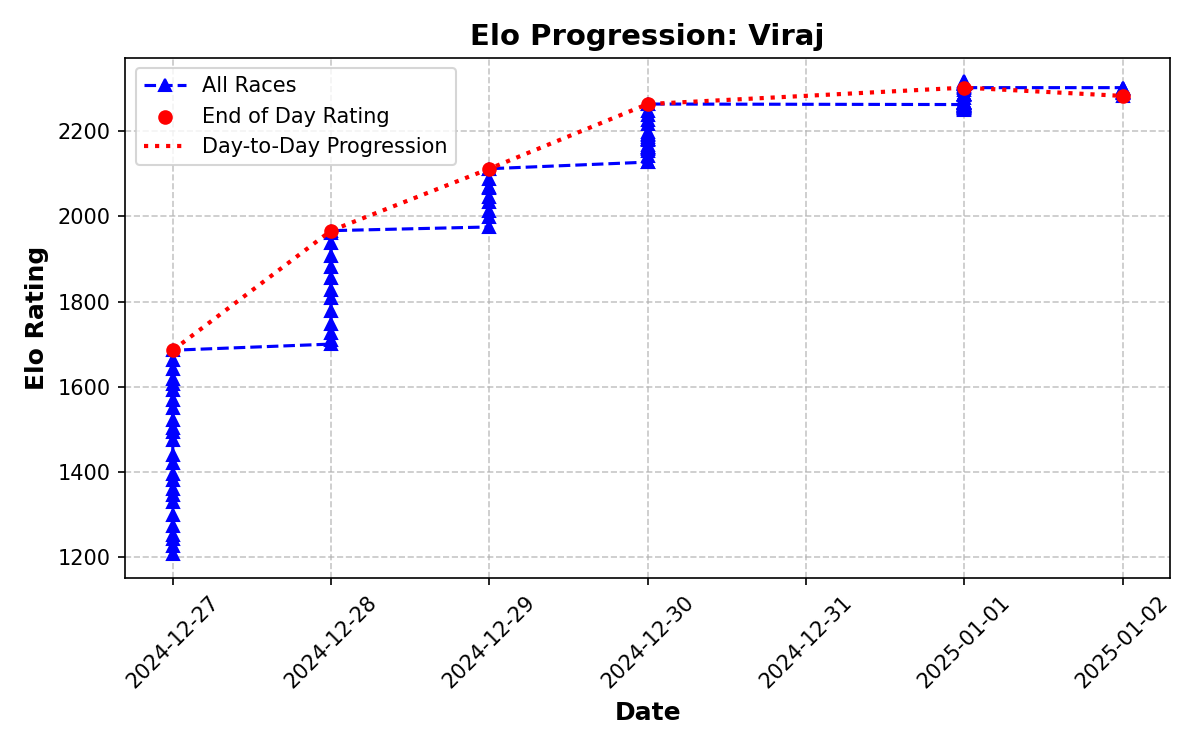 Elo Progression: Viraj
All Races
End of Day Rating
Day-to-Day Progression
Elo Rating
2200
2000
1800
1600
1400
1200
2024-12-27
2024-12-28
2024-12-29
2024-12-30
2024-12-31
2025-01-01
2025-01-02
Date